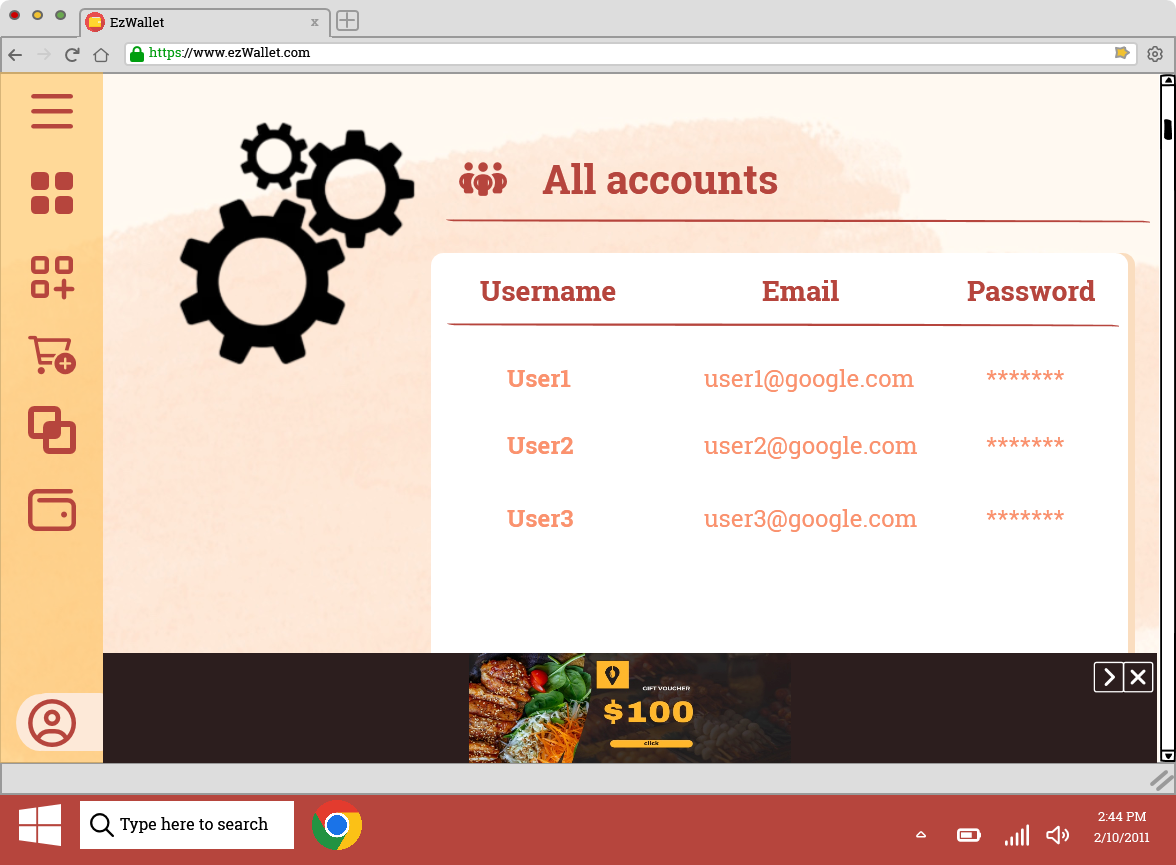 EzWallet
https://www.ezWallet.com
All accounts
Username Email Password
User1 user1@google.com *******
User2 user2@google.com *******
User3 user3@google.com *******
GIFT VOUCHER
$100
click
Type here to search
2:44 PM
2/10/2011